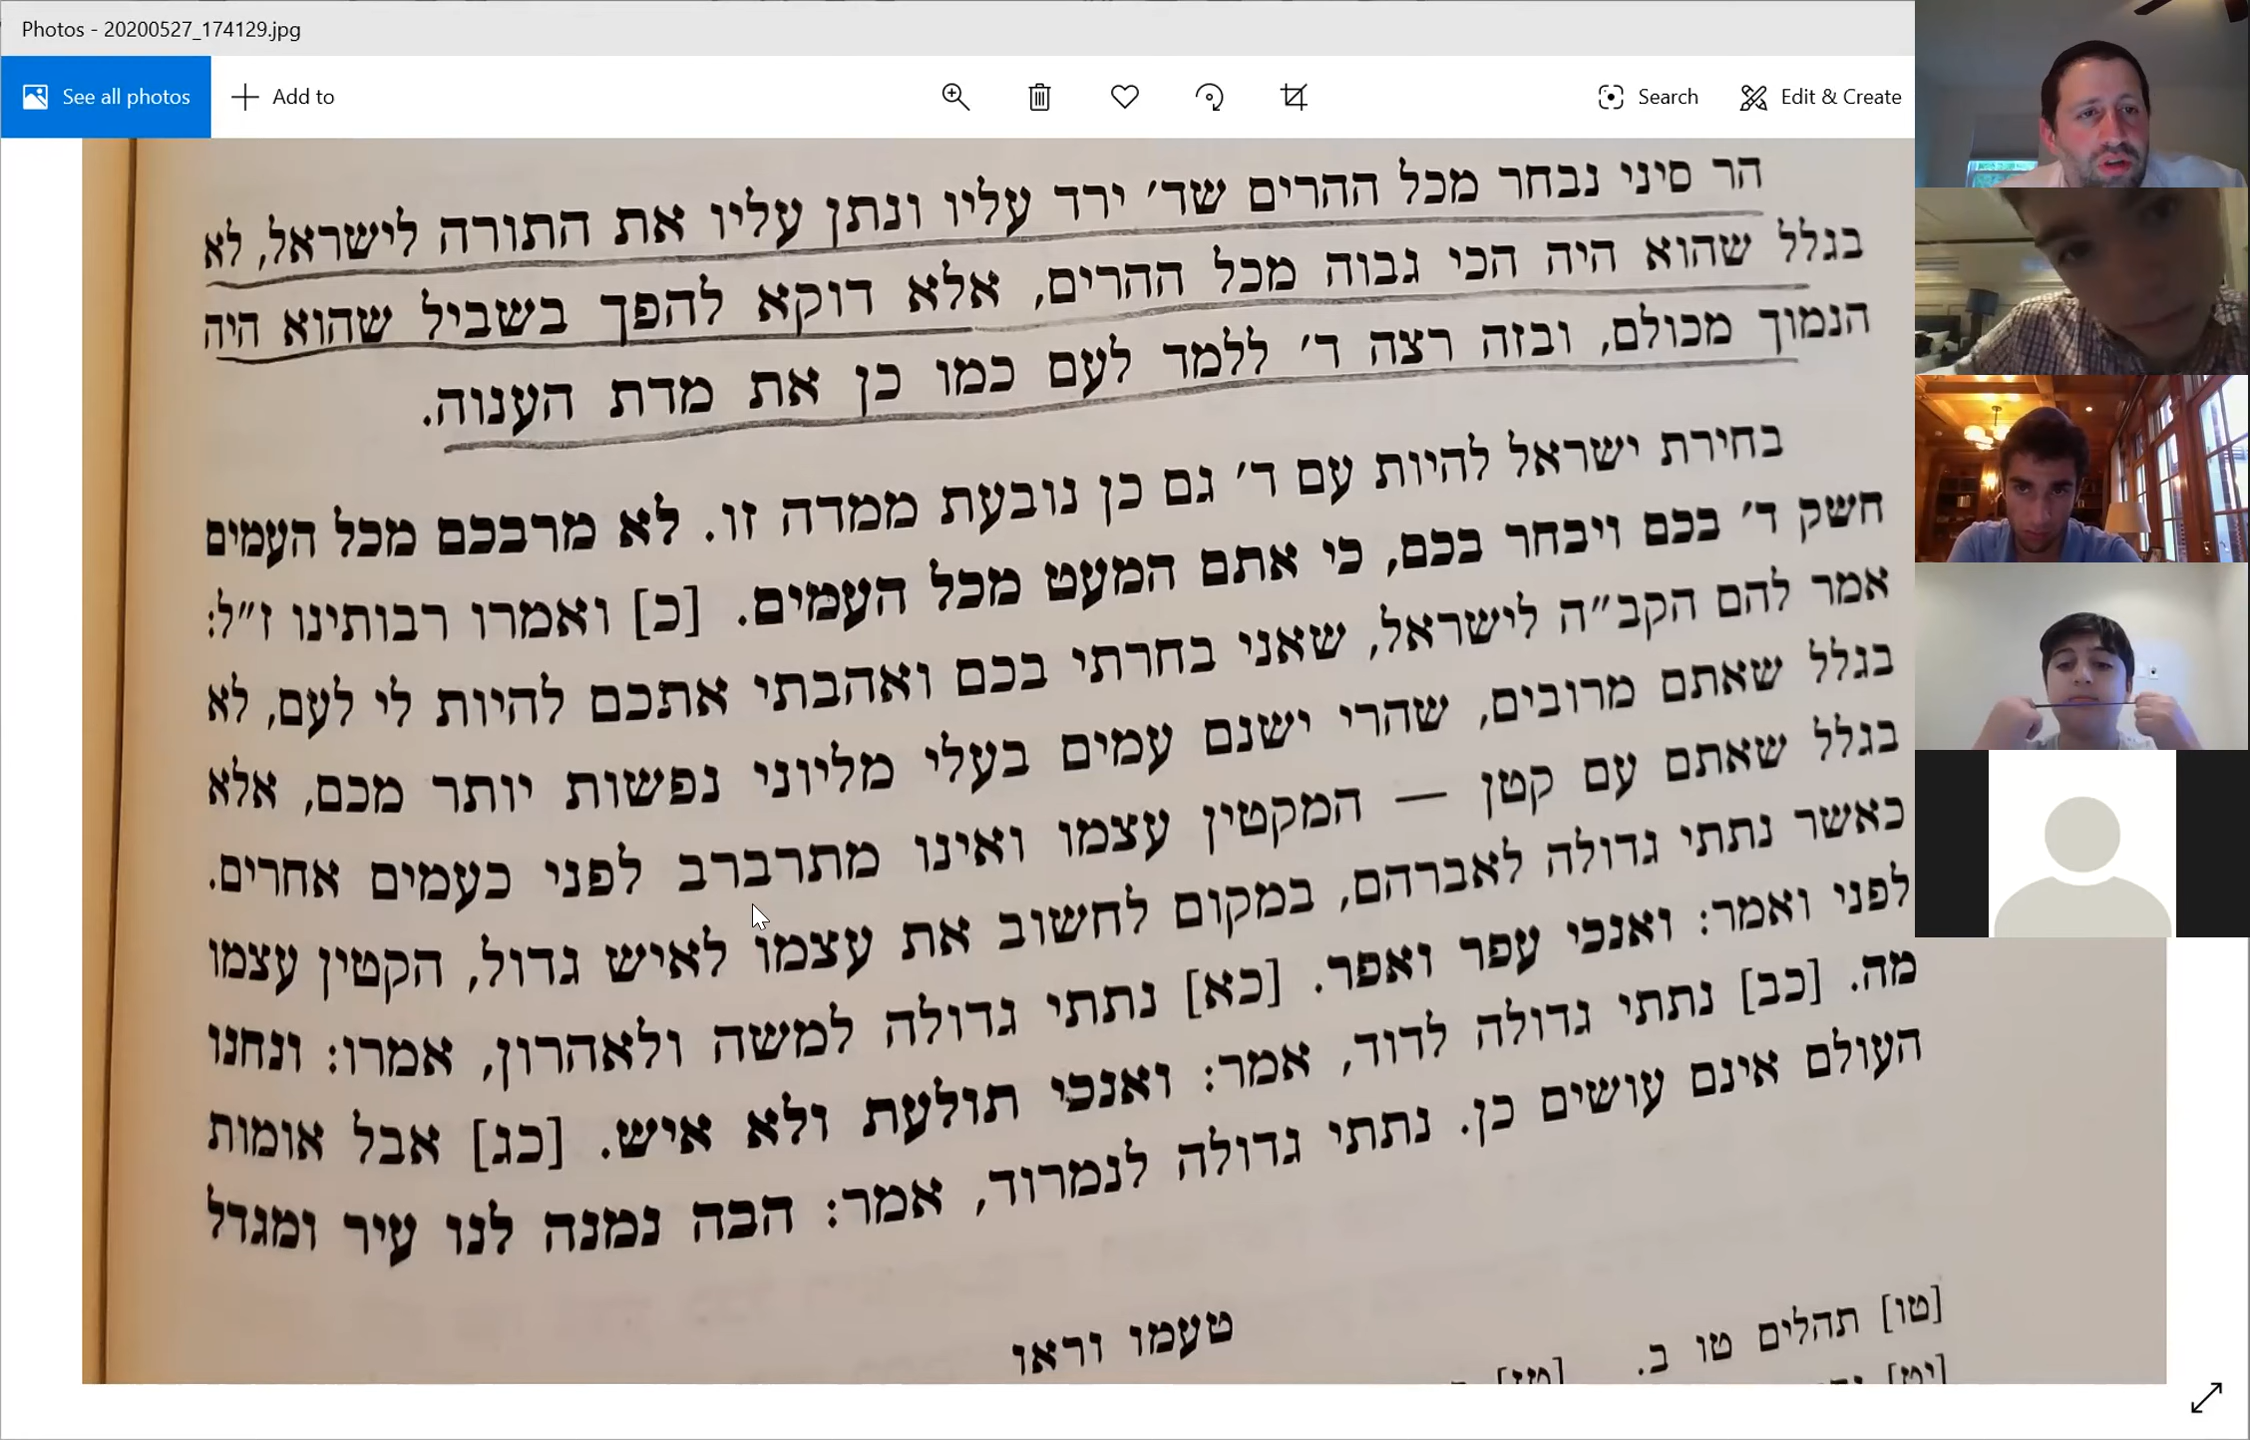 Photos - 20200527_174129.jpg
See all photos
Add to
Search
Edit & Create
הר סיני נבחר מכל ההרים שד׳ ירד עליו ונתן עליו את התורה לישראל, לא
בגלל שהוא היה הכי גבוה מכל ההרים, אלא דוקא להפך בשביל שהוא היה
הנמוך מכולם, ובזה רצה ד׳ ללמד לעם כמו כן את מדת הענוה.
בחירת ישראל להיות עם ד׳ גם כן נובעת ממדה זו. לא מרבכם מכל העמים
חשק ד׳ בכם ויבחר בכם, כי אתם המעט מכל העמים. [כ] ואמרו רבותינו ז״ל:
אמר להם הקב״ה לישראל, שאני בחרתי בכם ואהבתי אתכם להיות לי לעם, לא
בגלל שאתם מרובים, שהרי ישנם עמים בעלי מליוני נפשות יותר מכם, אלא
בגלל שאתם עם קטן — המקטין עצמו ואינו מתרברב לפני כעמים אחרים.
כאשר נתתי גדולה לאברהם, במקום לחשוב את עצמו לאיש גדול, הקטין עצמו
לפני ואמר: ואנכי עפר ואפר. [כא] נתתי גדולה למשה ולאהרון, אמרו: ונחנו
מה. [כב] נתתי גדולה לדוד, אמר: ואנכי תולעת ולא איש. [כג] אבל אומות
העולם אינם עושים כן. נתתי גדולה לנמרוד, אמר: הבה נמנה לנו עיר ומגדל
טעמו וראו
[טו] תהלים טו ב.